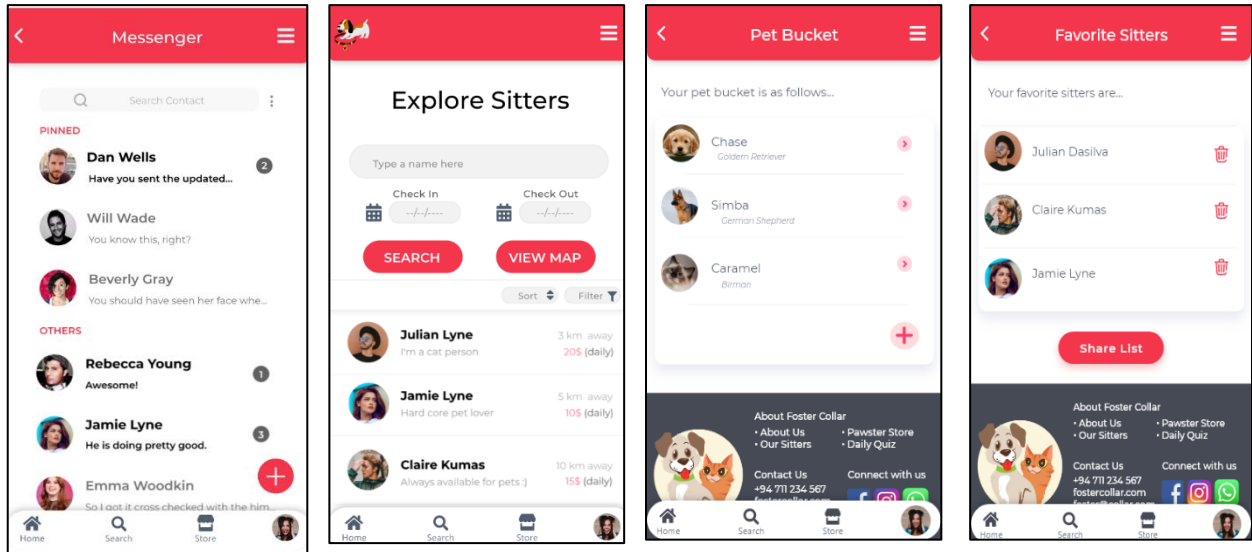 Messenger
Search Contact
PINNED
Dan Wells
2
Have you sent the updated...
Will Wade
You know this, right?
Beverly Gray
You should have seen her face whe...
OTHERS
Rebecca Young
1
Awesome!
Jamie Lyne
3
He is doing pretty good.
Emma Woodkin
So I got it cross checked with the him
Home Search Store
Explore Sitters
Type a name here
Check In Check Out
--/--/---- --/--/----
SEARCH VIEW MAP
Sort Filter
Julian Lyne 3 km away
I'm a cat person 20$ (daily)
Jamie Lyne 5 km away
Hard core pet lover 10$ (daily)
Claire Kumas 10 km away
Always available for pets :) 15$ (daily)
Home Search Store
Pet Bucket
Your pet bucket is as follows...
Chase
Goldern Retriever
Simba
German Shepherd
Caramel
Birman
About Foster Collar
• About Us • Pawster Store
• Our Sitters • Daily Quiz
Contact Us Connect with us
+94 711 234 567
Home Search Store
Favorite Sitters
Your favorite sitters are...
Julian Dasilva
Claire Kumas
Jamie Lyne
Share List
About Foster Collar
• About Us • Pawster Store
• Our Sitters • Daily Quiz
Contact Us Connect with us
+94 711 234 567
fostercollar.com
Home Search Store